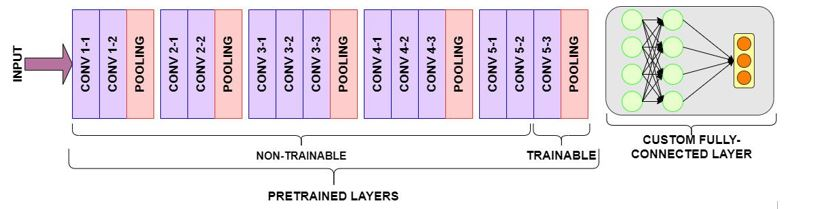 INPUT
CONV 1-1
CONV 1-2
POOLING
CONV 2-1
CONV 2-2
POOLING
CONV 3-1
CONV 3-2
CONV 3-3
POOLING
CONV 4-1
CONV 4-2
CONV 4-3
POOLING
CONV 5-1
CONV 5-2
CONV 5-3
POOLING
NON-TRAINABLE
TRAINABLE
CUSTOM FULLY-
CONNECTED LAYER
PRETRAINED LAYERS